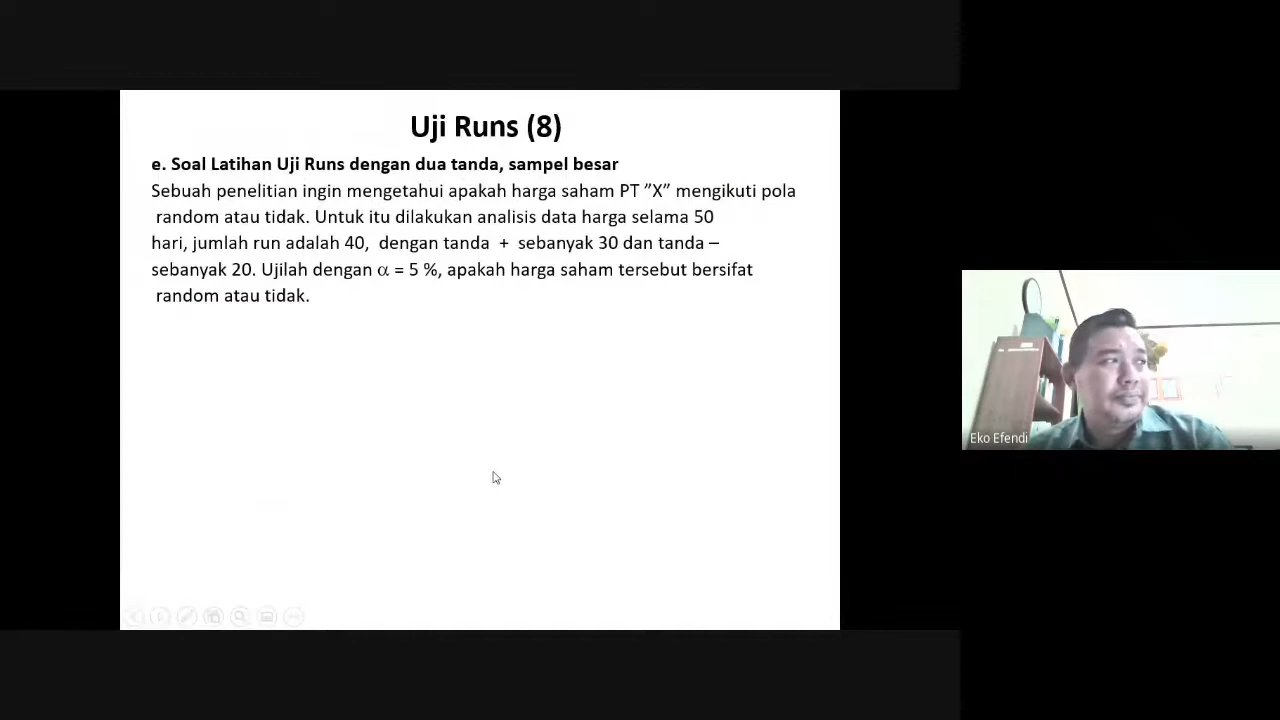 Uji Runs (8)
e. Soal Latihan Uji Runs dengan dua tanda, sampel besar
Sebuah penelitian ingin mengetahui apakah harga saham PT ”X” mengikuti pola
random atau tidak. Untuk itu dilakukan analisis data harga selama 50
hari, jumlah run adalah 40, dengan tanda + sebanyak 30 dan tanda –
sebanyak 20. Ujilah dengan α = 5 %, apakah harga saham tersebut bersifat
random atau tidak.
Eko Efendi